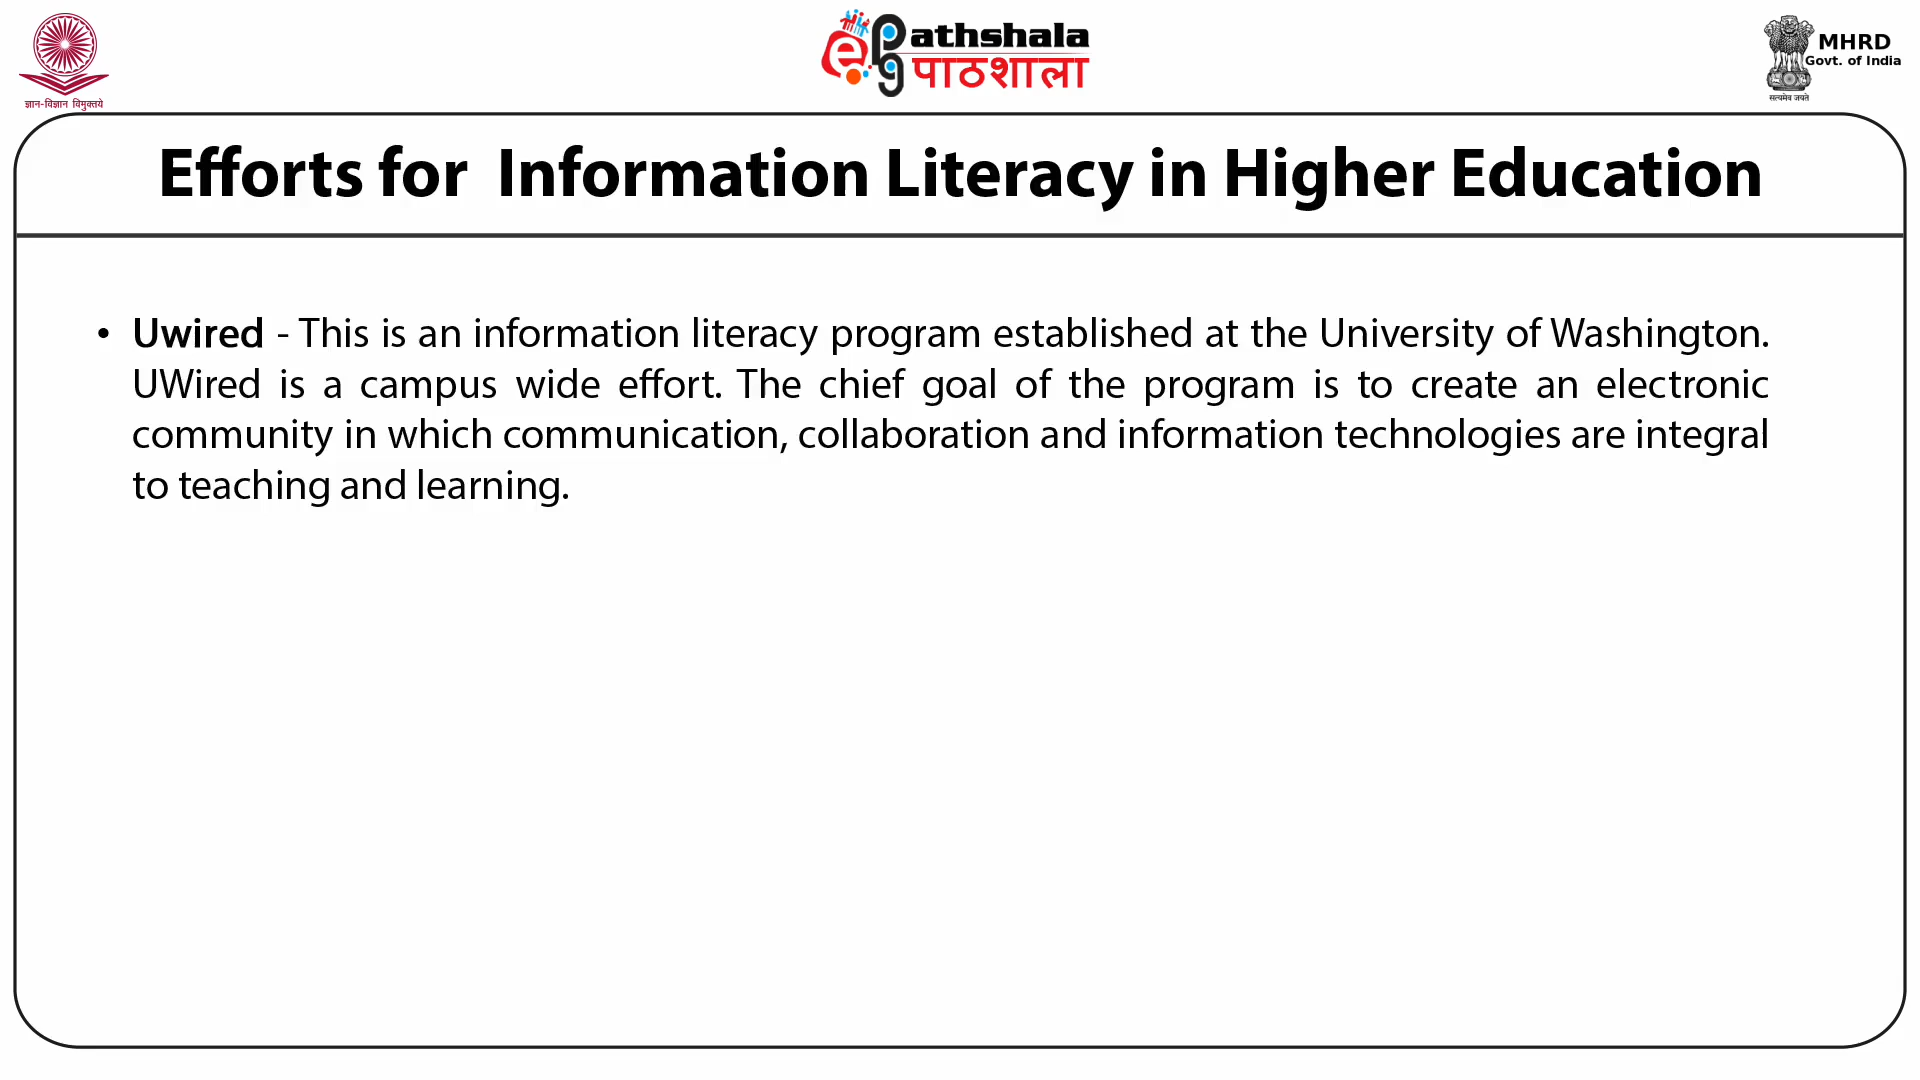 ज्ञान-विज्ञान विमुक्तये
e pg athshala
पाठशाला
MHRD
Govt. of India
सत्यमेव जयते
Efforts for Information Literacy in Higher Education
• Uwired - This is an information literacy program established at the University of Washington.
UWired is a campus wide effort. The chief goal of the program is to create an electronic
community in which communication, collaboration and information technologies are integral
to teaching and learning.